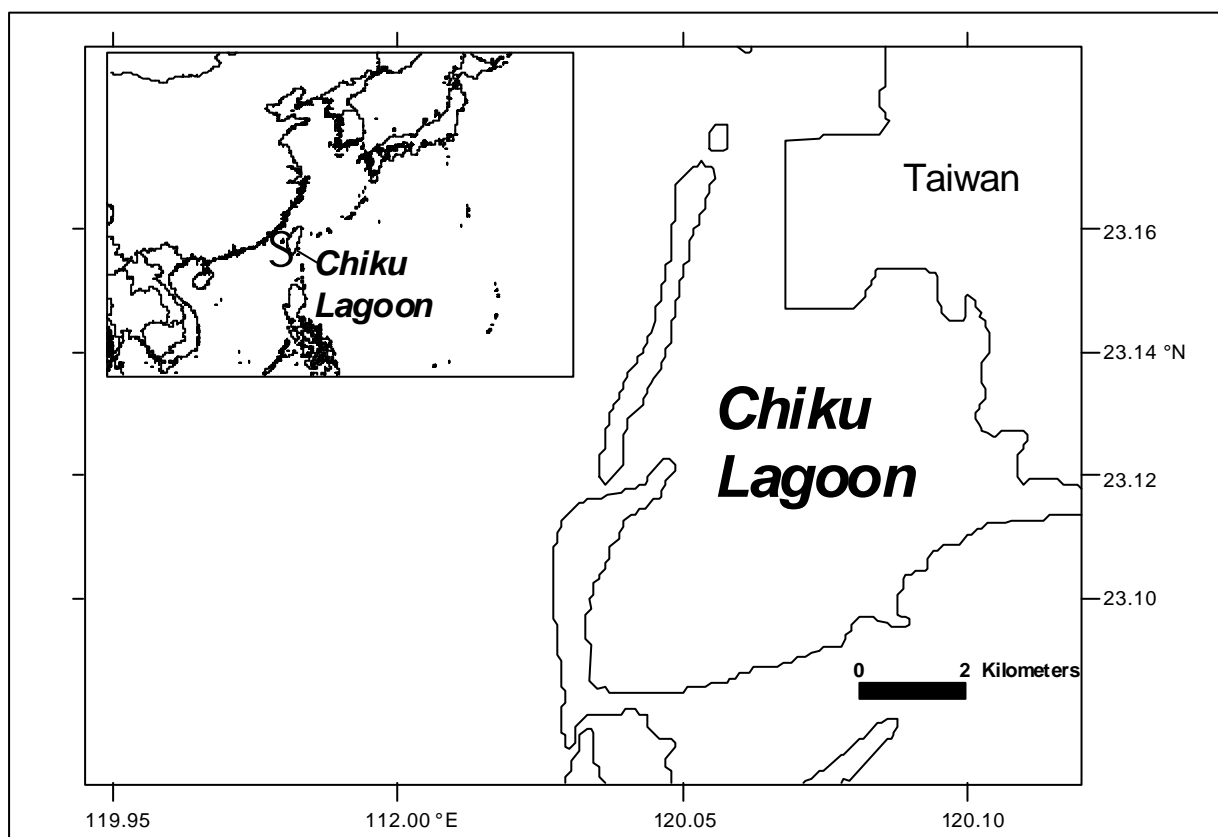 S
Chiku
Lagoon
Taiwan
Chiku
Lagoon
23.16
23.14 °N
23.12
23.10
0 2 Kilometers
119.95 112.00 °E 120.05 120.10